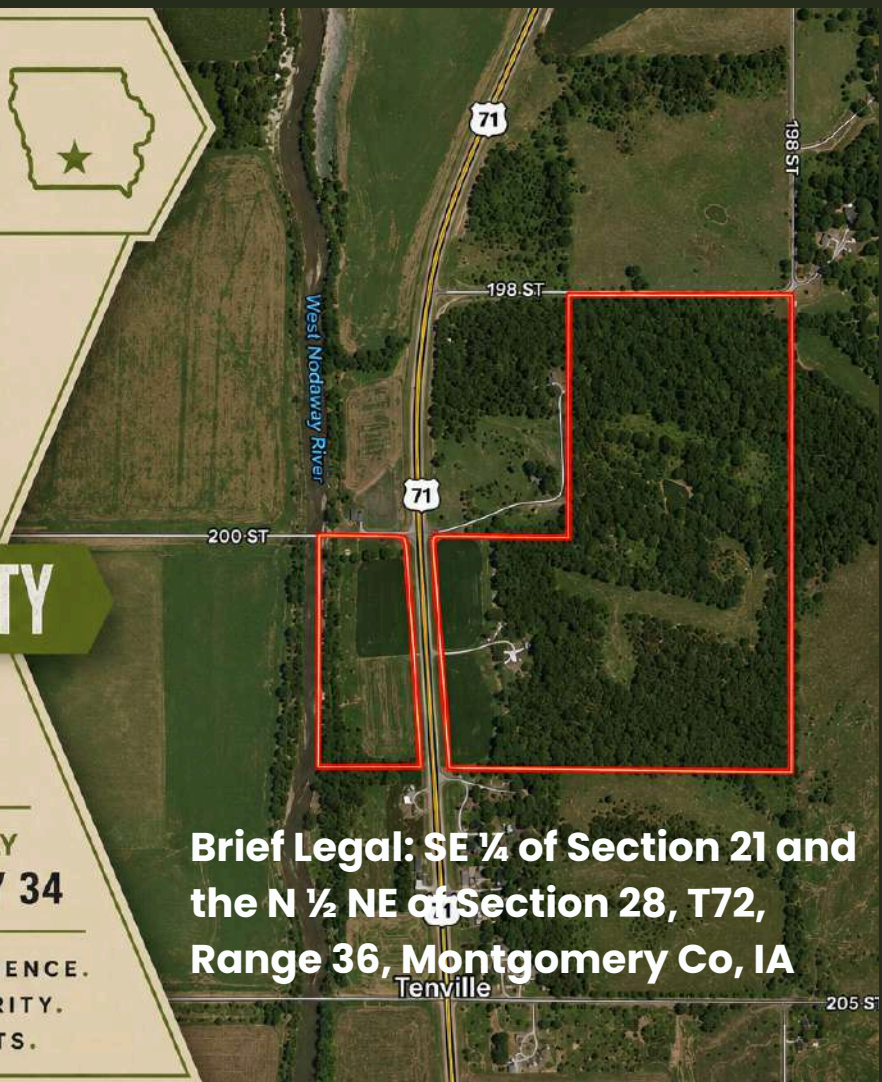 71
198 ST
198 ST
West Nodaway River
71
200 ST
TY
Y
Y 34
ENCE.
RITY.
TS.
Brief Legal: SE ¼ of Section 21 and
the N ½ NE of Section 28, T72,
Range 36, Montgomery Co, IA
Tenville
205 ST